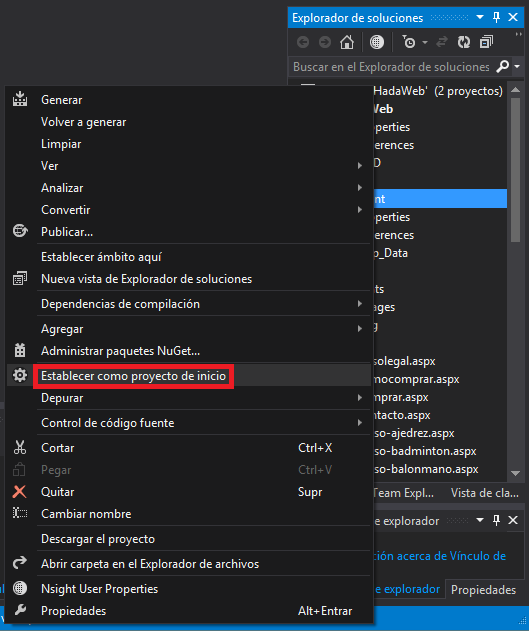 Explorador de soluciones
Buscar en el Explorador de soluciones
HadaWeb' (2 proyectos)
Web
perties
erences
D
nt
perties
erences
p_Data
ts
ages
g
solegal.aspx
mocomprar.aspx
mprar.aspx
ntacto.aspx
so-ajedrez.aspx
so-badminton.aspx
so-balonmano.aspx
Team Expl...
Vista de cla...
e explorador
ción acerca de Vínculo de
e explorador
Propiedades
Generar
Volver a generar
Limpiar
Ver
Analizar
Convertir
Publicar...
Establecer ámbito aquí
Nueva vista de Explorador de soluciones
Dependencias de compilación
Agregar
Administrar paquetes NuGet...
Establecer como proyecto de inicio
Depurar
Control de código fuente
Cortar Ctrl+X
Pegar Ctrl+V
Quitar Supr
Cambiar nombre
Descargar el proyecto
Abrir carpeta en el Explorador de archivos
Nsight User Properties
Propiedades Alt+Entrar